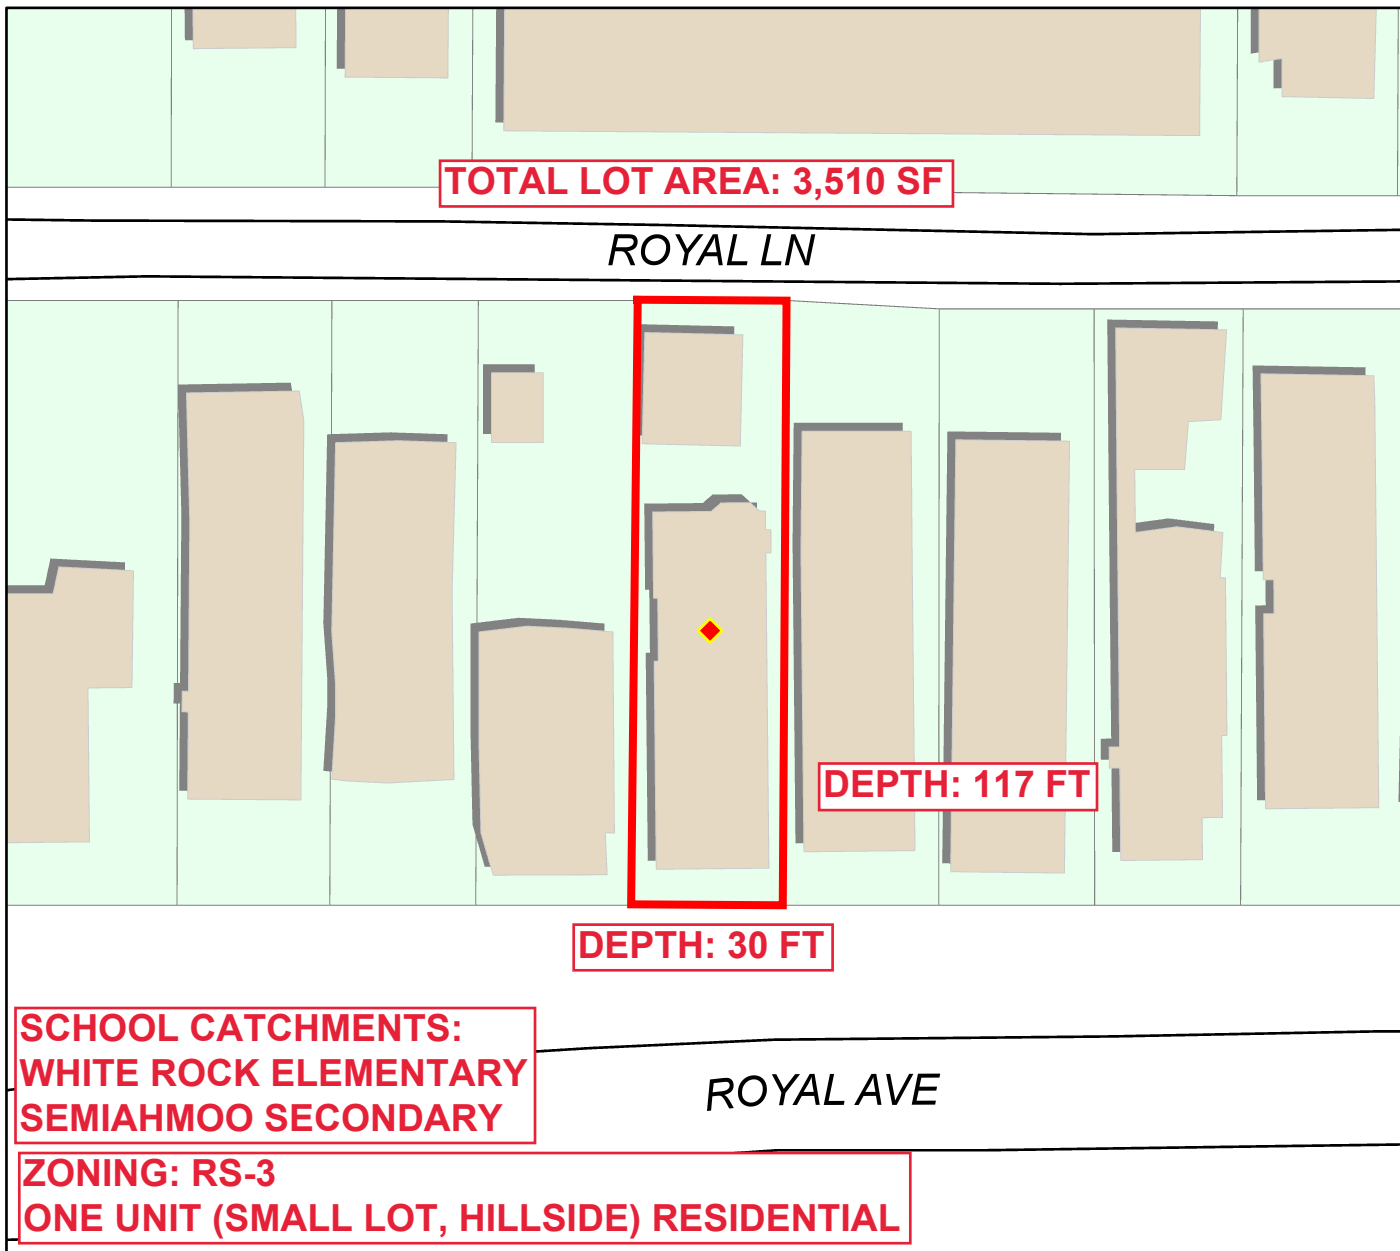 TOTAL LOT AREA: 3,510 SF
ROYAL LN
DEPTH: 117 FT
DEPTH: 30 FT
SCHOOL CATCHMENTS:
WHITE ROCK ELEMENTARY
SEMIAHMOO SECONDARY
ROYAL AVE
ZONING: RS-3
ONE UNIT (SMALL LOT, HILLSIDE) RESIDENTIAL